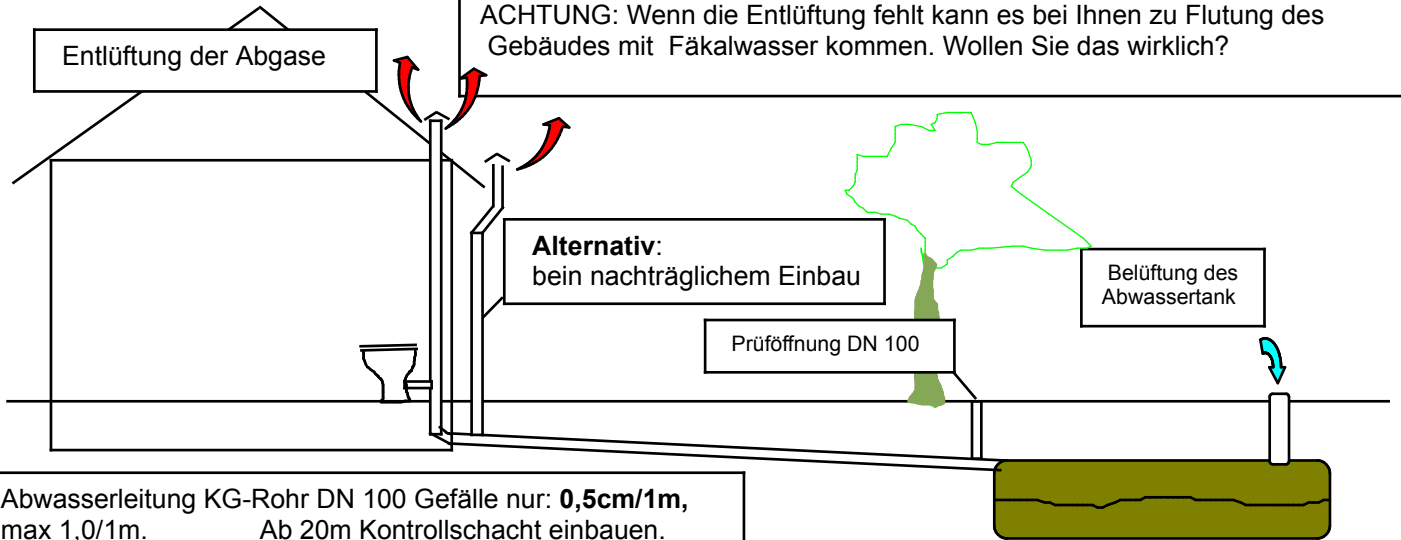 ACHTUNG: Wenn die Entlüftung fehlt kann es bei Ihnen zu Flutung des
Gebäudes mit Fäkalwasser kommen. Wollen Sie das wirklich?
Entlüftung der Abgase
Alternativ:
bein nachträglichem Einbau
Belüftung des
Abwassertank
Prüföffnung DN 100
Abwasserleitung KG-Rohr DN 100 Gefälle nur: 0,5cm/1m,
max 1,0/1m. Ab 20m Kontrollschacht einbauen.